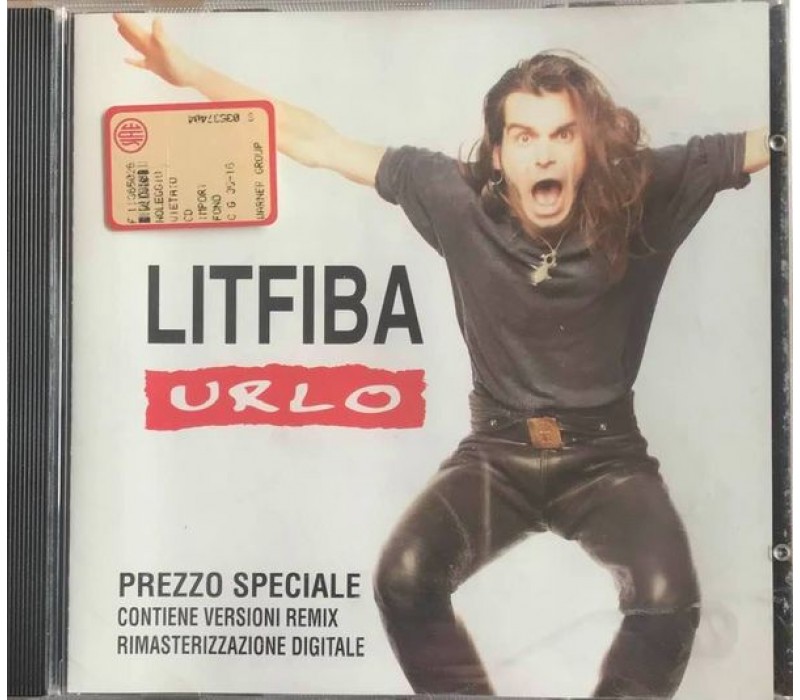 LITFIBA
URLO
PREZZO SPECIALE
CONTIENE VERSIONI REMIX
RIMASTERIZZAZIONE DIGITALE
NOLEGGIO
VIETATO
CD
IMPORT
FONO
WARNER GROUP